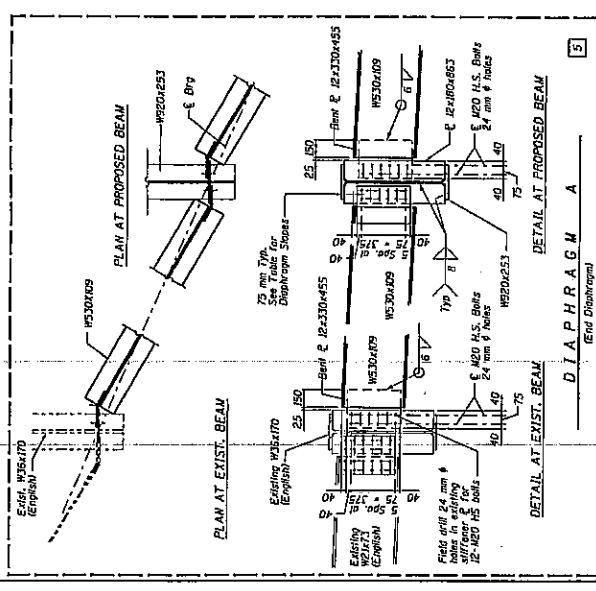 Exist. W36x170
(English)
W530x109
W920x253
℄ Brg
PLAN AT EXIST. BEAM
PLAN AT PROPOSED BEAM
Existing W36x170
(English)
25 150
Bent ℙ 12x330x455
W530x109
6
40
5 Spa. at
75 = 375
40
Existing
W21x73
(English)
Field drill 24 mm ϕ
holes in existing
stiffener ℙ for
12-M20 HS bolts
℄ M20 H.S. Bolts
24 mm ϕ holes
40 40
75
DETAIL AT EXIST. BEAM
75 mm Typ.
See Table for
Diaphragm Slopes
25 150
Bent ℙ 12x330x455
W530x109
6
40
5 Spa. at
75 = 375
40
W530x109
Typ
8
W920x253
ℙ 12x180x863
℄ M20 H.S. Bolts
24 mm ϕ holes
40 40
75
DETAIL AT PROPOSED BEAM
DIAPHRAGM A
(End Diaphragm)
5